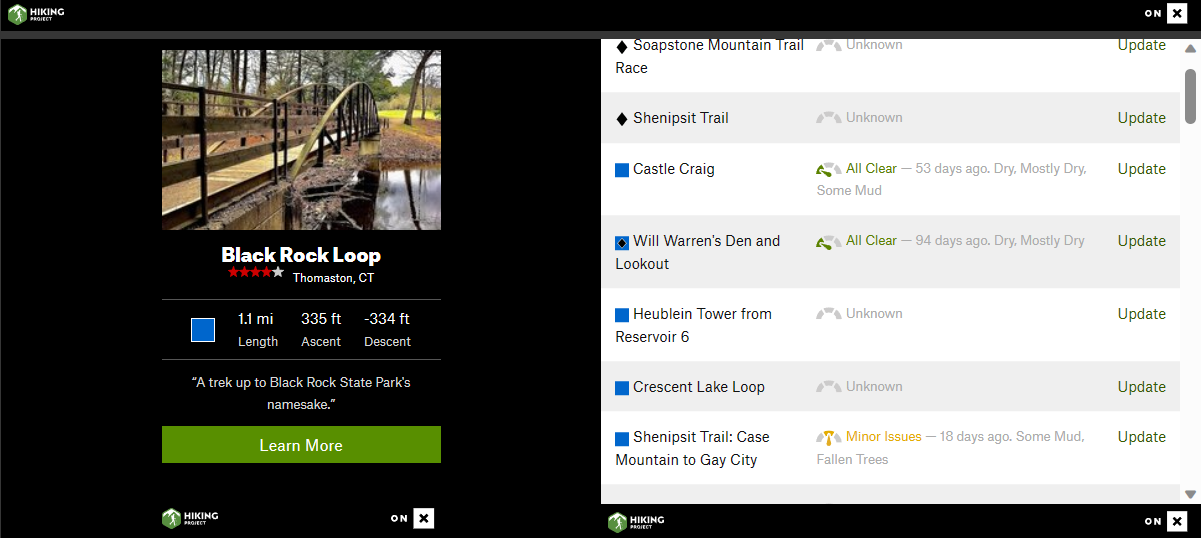 HIKING
PROJECT
ON
Black Rock Loop
Thomaston, CT
1.1 mi 335 ft -334 ft
Length Ascent Descent
“A trek up to Black Rock State Park's
namesake.”
Learn More
HIKING
PROJECT
ON
Soapstone Mountain Trail Unknown Update
Race
Shenipsit Trail Unknown Update
Castle Craig All Clear — 53 days ago. Dry, Mostly Dry, Update
Some Mud
Will Warren's Den and All Clear — 94 days ago. Dry, Mostly Dry Update
Lookout
Heublein Tower from Unknown Update
Reservoir 6
Crescent Lake Loop Unknown Update
Shenipsit Trail: Case Minor Issues — 18 days ago. Some Mud, Update
Mountain to Gay City Fallen Trees
HIKING
PROJECT
ON